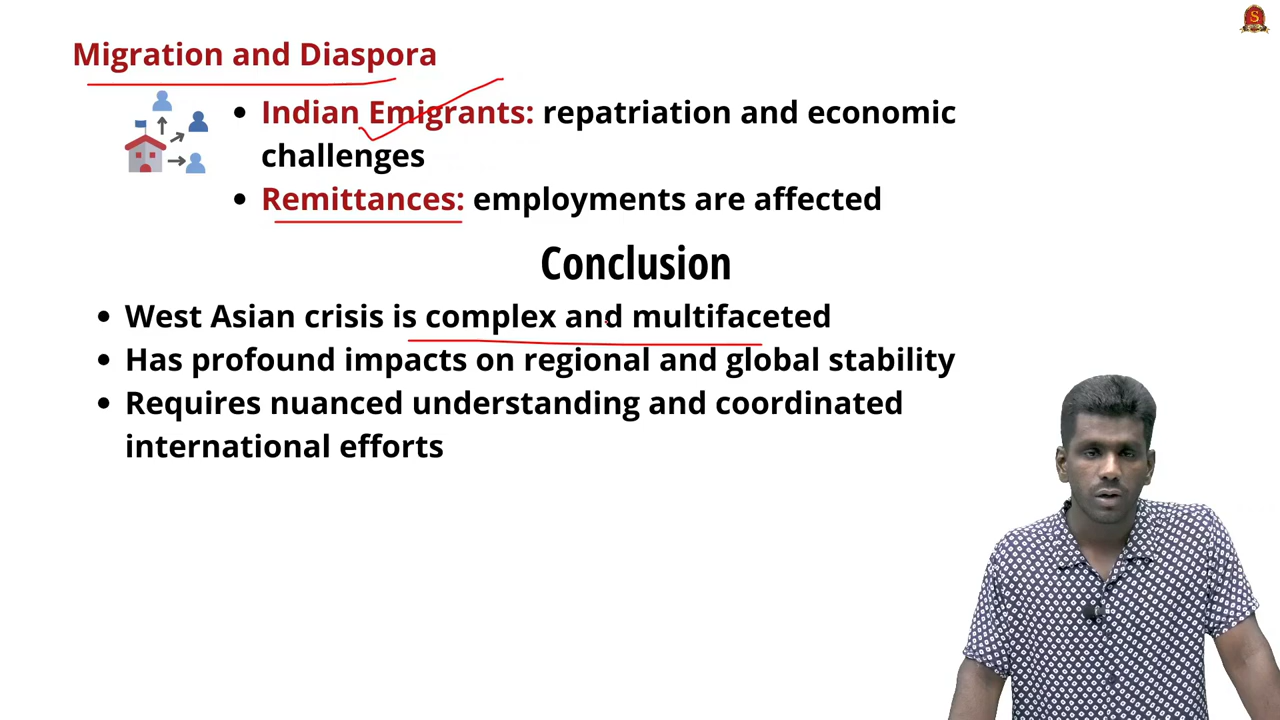 Migration and Diaspora
• Indian Emigrants: repatriation and economic
challenges
• Remittances: employments are affected
Conclusion
• West Asian crisis is complex and multifaceted
• Has profound impacts on regional and global stability
• Requires nuanced understanding and coordinated
international efforts
S